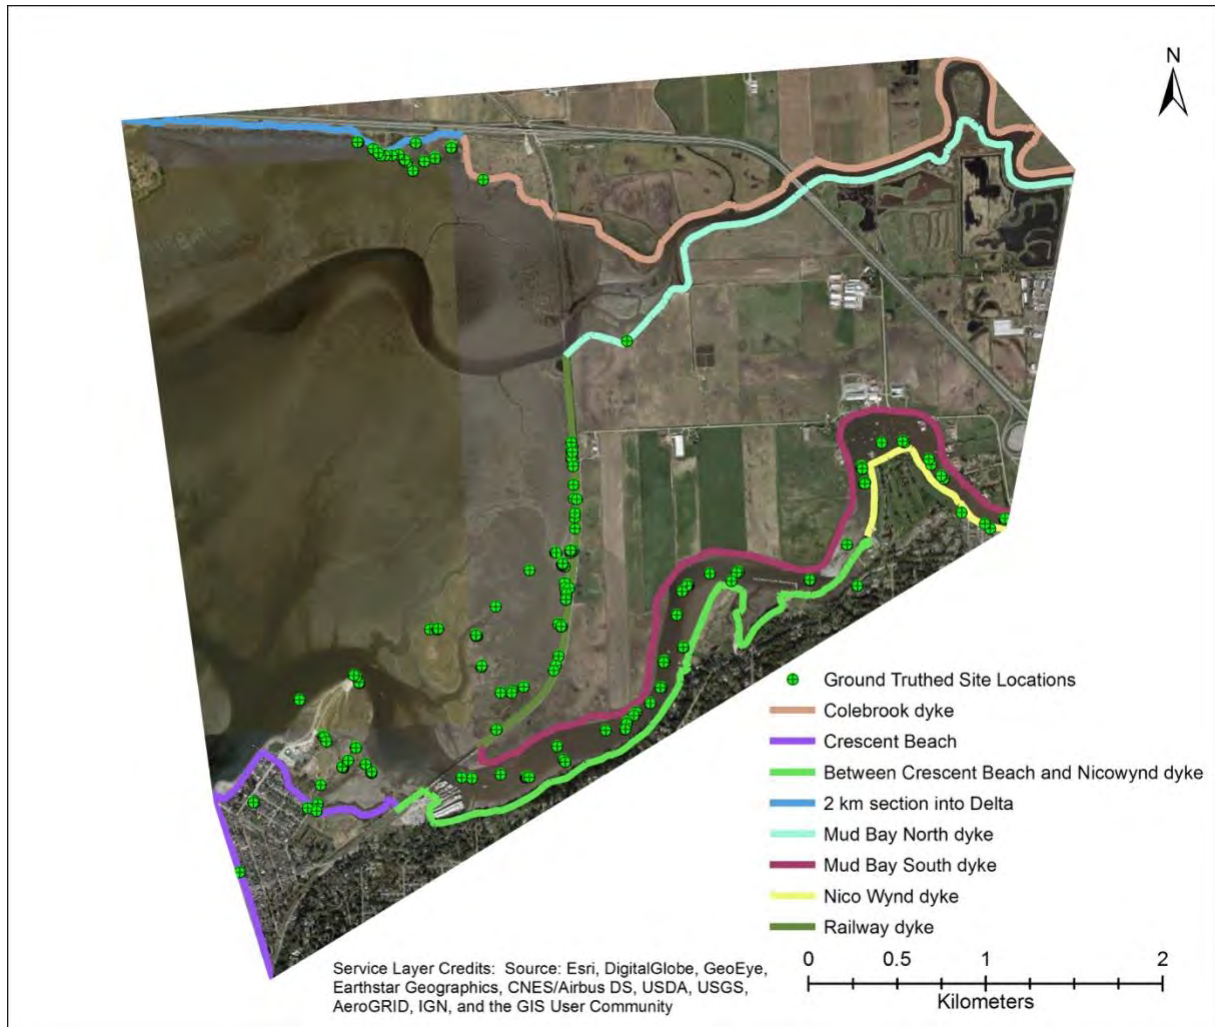 N
Ground Truthed Site Locations
Colebrook dyke
Crescent Beach
Between Crescent Beach and Nicowynd dyke
2 km section into Delta
Mud Bay North dyke
Mud Bay South dyke
Nico Wynd dyke
Railway dyke
Service Layer Credits: Source: Esri, DigitalGlobe, GeoEye,
Earthstar Geographics, CNES/Airbus DS, USDA, USGS,
AeroGRID, IGN, and the GIS User Community
0 0.5 1 2
Kilometers